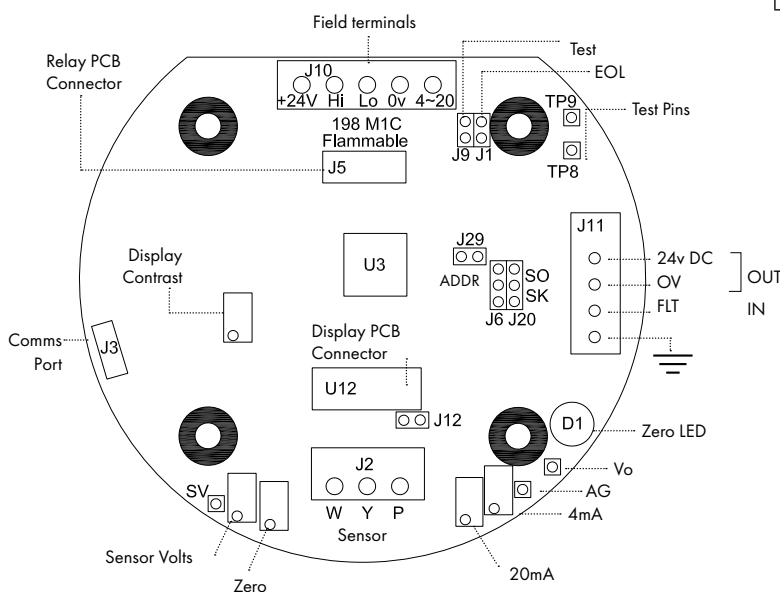 Field terminals
Relay PCB
Connector
J10
+24V Hi Lo 0v 4~20
Test
EOL
TP9
Test Pins
198 M1C
Flammable
J9 J1
TP8
J5
J11
J29
24v DC
Display
Contrast
U3
ADDR
SO
OV
OUT
SK
FLT
IN
J6 J20
Comms
Port
J3
Display PCB
Connector
U12
J12
D1
Zero LED
J2
Vo
SV
AG
W Y P
4mA
Sensor
Sensor Volts
20mA
Zero